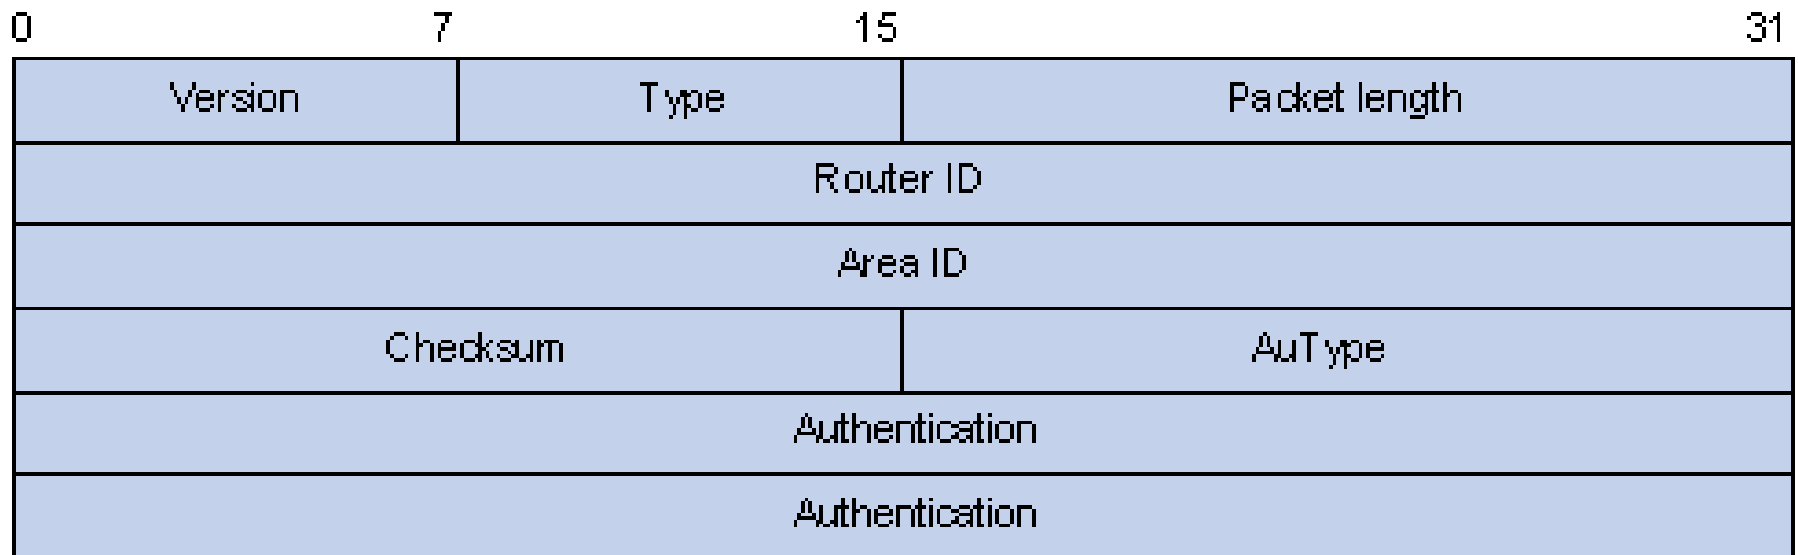 0 7 15 31
Version Type Packet length
Router ID
Area ID
Checksum AuType
Authentication
Authentication